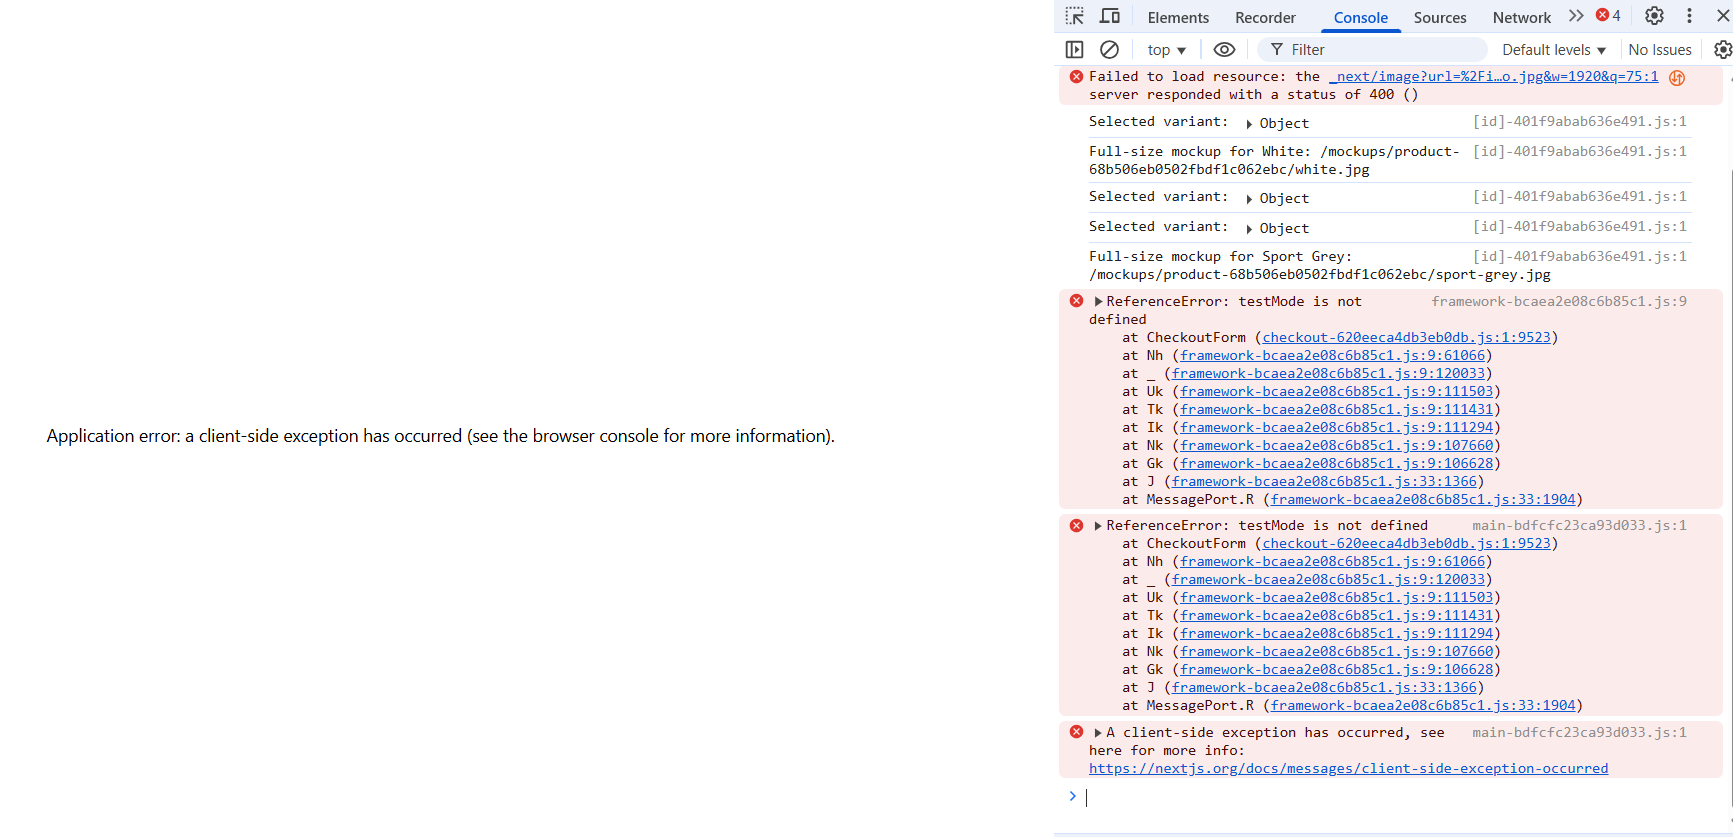 Application error: a client-side exception has occurred (see the browser console for more information).
Elements Recorder Console Sources Network 4
top Filter Default levels No Issues
Failed to load resource: the _next/image?url=%2Fi…o.jpg&w=1920&q=75:1
server responded with a status of 400 ()
Selected variant: Object [id]-401f9abab636e491.js:1
Full-size mockup for White: /mockups/product- [id]-401f9abab636e491.js:1
68b506eb0502fbdf1c062ebc/white.jpg
Selected variant: Object [id]-401f9abab636e491.js:1
Selected variant: Object [id]-401f9abab636e491.js:1
Full-size mockup for Sport Grey: [id]-401f9abab636e491.js:1
/mockups/product-68b506eb0502fbdf1c062ebc/sport-grey.jpg
ReferenceError: testMode is not framework-bcaea2e08c6b85c1.js:9
defined
at CheckoutForm (checkout-620eeca4db3eb0db.js:1:9523)
at Nh (framework-bcaea2e08c6b85c1.js:9:61066)
at _ (framework-bcaea2e08c6b85c1.js:9:120033)
at Uk (framework-bcaea2e08c6b85c1.js:9:111503)
at Tk (framework-bcaea2e08c6b85c1.js:9:111431)
at Ik (framework-bcaea2e08c6b85c1.js:9:111294)
at Nk (framework-bcaea2e08c6b85c1.js:9:107660)
at Gk (framework-bcaea2e08c6b85c1.js:9:106628)
at J (framework-bcaea2e08c6b85c1.js:33:1366)
at MessagePort.R (framework-bcaea2e08c6b85c1.js:33:1904)
ReferenceError: testMode is not defined main-bdfcfc23ca93d033.js:1
at CheckoutForm (checkout-620eeca4db3eb0db.js:1:9523)
at Nh (framework-bcaea2e08c6b85c1.js:9:61066)
at _ (framework-bcaea2e08c6b85c1.js:9:120033)
at Uk (framework-bcaea2e08c6b85c1.js:9:111503)
at Tk (framework-bcaea2e08c6b85c1.js:9:111431)
at Ik (framework-bcaea2e08c6b85c1.js:9:111294)
at Nk (framework-bcaea2e08c6b85c1.js:9:107660)
at Gk (framework-bcaea2e08c6b85c1.js:9:106628)
at J (framework-bcaea2e08c6b85c1.js:33:1366)
at MessagePort.R (framework-bcaea2e08c6b85c1.js:33:1904)
A client-side exception has occurred, see main-bdfcfc23ca93d033.js:1
here for more info:
https://nextjs.org/docs/messages/client-side-exception-occurred